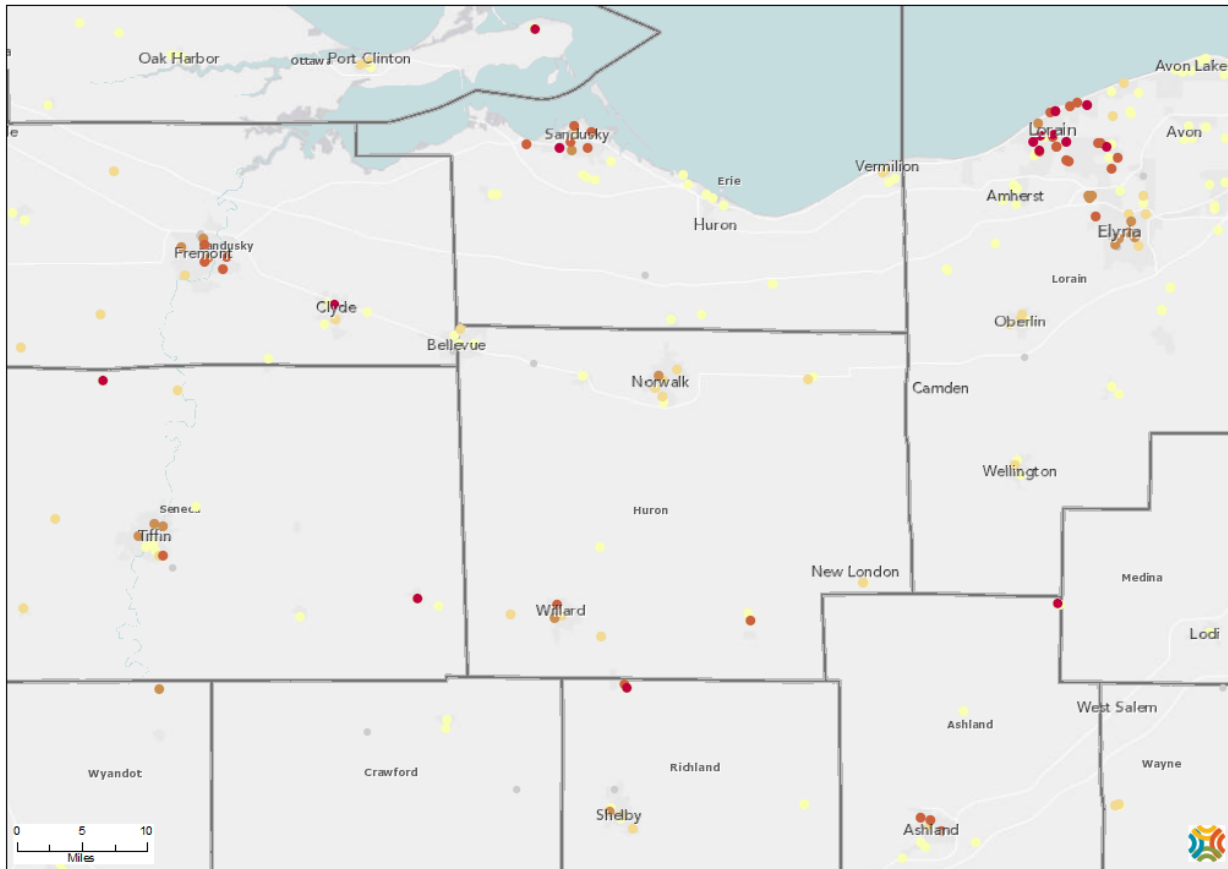 Avon Lake
Oak Harbor
Ottawa
Port Clinton
Sandusky
Lorain
Avon
Vermilion
Erie
Amherst
Huron
Elyria
Sandusky
Fremont
Lorain
Clyde
Oberlin
Bellevue
Norwalk
Camden
Wellington
Seneca
Huron
Tiffin
New London
Medina
Willard
Lodi
West Salem
Ashland
Wyandot
Crawford
Richland
Wayne
Shelby
Ashland
0 5 10
Miles